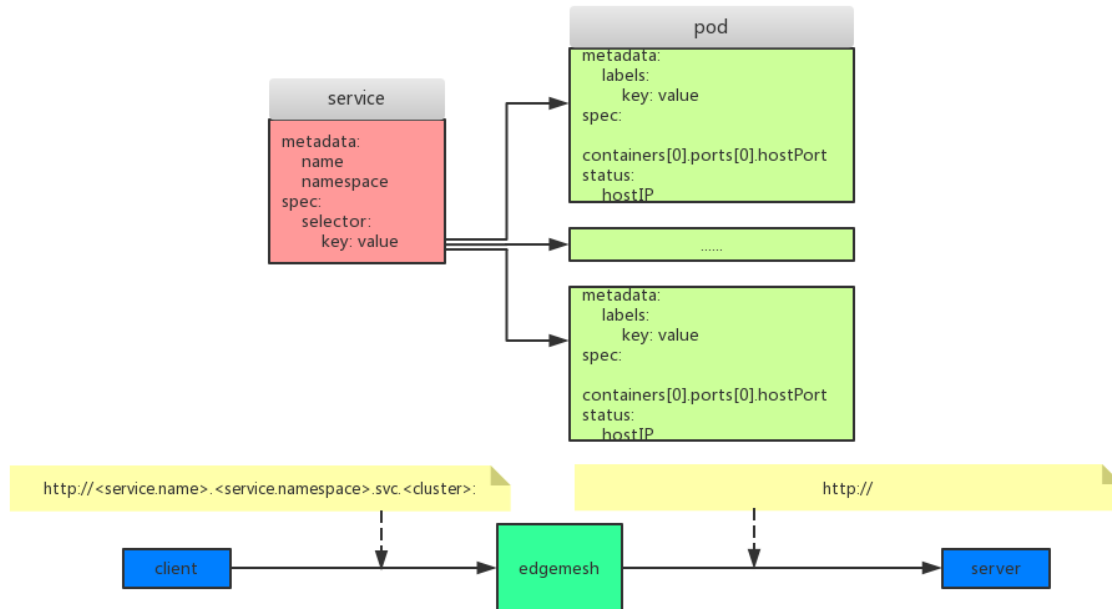 pod
metadata:
labels:
key: value
spec:
containers[0].ports[0].hostPort
status:
hostIP
service
metadata:
name
namespace
spec:
selector:
key: value
......
metadata:
labels:
key: value
spec:
containers[0].ports[0].hostPort
status:
hostIP
http://<service.name>.<service.namespace>.svc.<cluster>:
http://
client
edgemesh
server